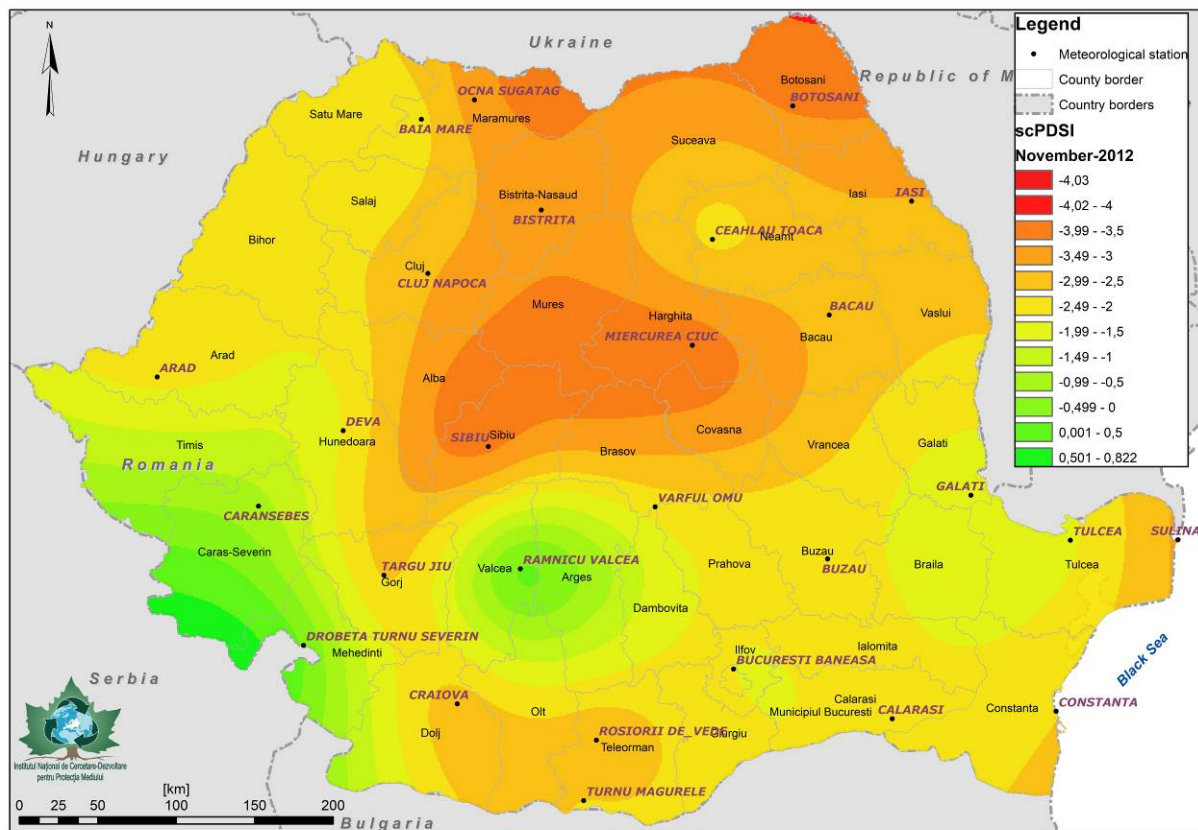 N
Ukraine
Republic of M
Hungary
Romania
Serbia
Bulgaria
Black Sea
Legend
Meteorological station
County border
Country borders
scPDSI
November-2012
-4,03
-4,02 - -4
-3,99 - -3,5
-3,49 - -3
-2,99 - -2,5
-2,49 - -2
-1,99 - -1,5
-1,49 - -1
-0,99 - -0,5
-0,499 - 0
0,001 - 0,5
0,501 - 0,822
OCNA SUGATAG
Maramures
Satu Mare
BAIA MARE
Botosani
BOTOSANI
Suceava
Salaj
Bistrita-Nasaud
BISTRITA
Iasi
IASI
Bihor
CEAHLAU TOACA
Neamt
Cluj
CLUJ NAPOCA
Mures
Harghita
MIERCUREA CIUC
BACAU
Bacau
Vaslui
Arad
ARAD
Alba
DEVA
Hunedoara
Timis
SIBIU
Sibiu
Brasov
Covasna
Vrancea
Galati
GALATI
CARANSEBES
Caras-Severin
VARFUL OMU
TARGU JIU
Gorj
Valcea
RAMNICU VALCEA
Arges
Prahova
Buzau
BUZAU
Braila
TULCEA
Tulcea
SULINA
Dambovita
DROBETA TURNU SEVERIN
Mehedinti
Ilfov
BUCURESTI BANEASA
Ialomita
CRAIOVA
Dolj
Olt
Calarasi
Municipiul Bucuresti
CALARASI
Constanta
CONSTANTA
ROSIORII DE_VEDE
Giurgiu
Teleorman
TURNU MAGURELE
Institutul Național de Cercetare-Dezvoltare
pentru Protecția Mediului
[km]
0 25 50 100 150 200